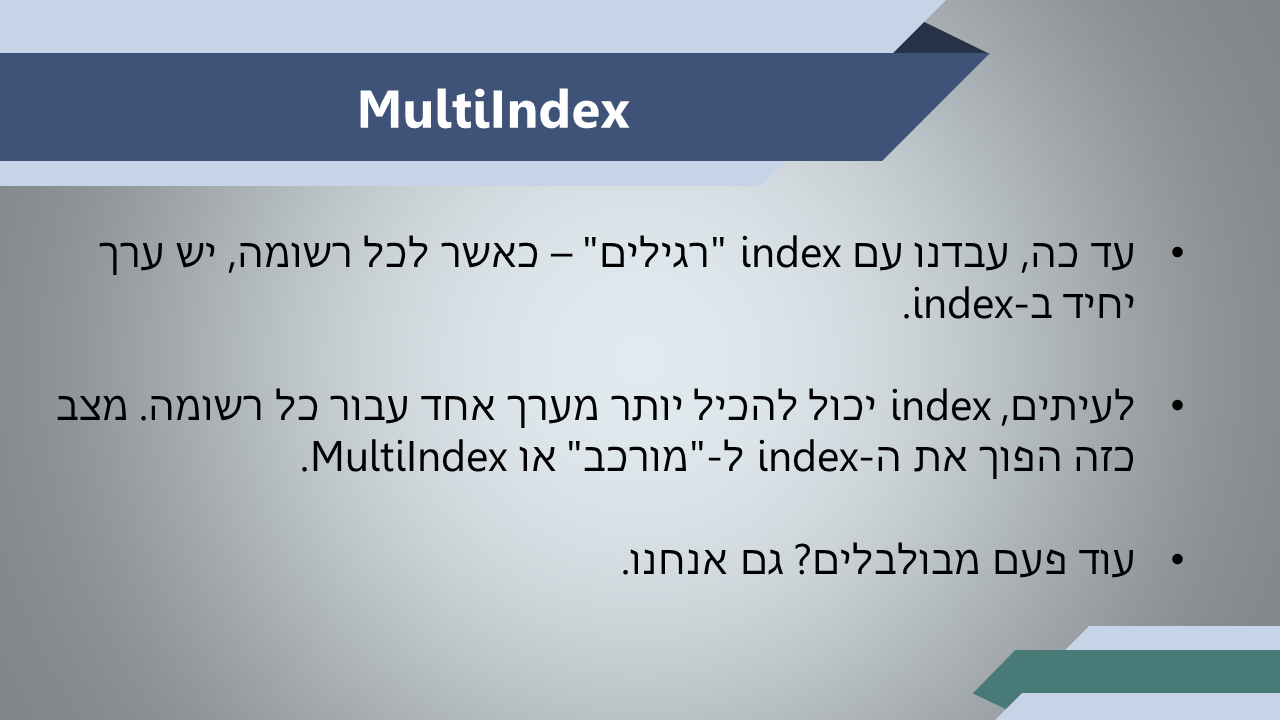 MultiIndex
• עד כה, עבדנו עם index "רגילים" – כאשר לכל רשומה, יש ערך
יחיד ב-index.
• לעיתים, index יכול להכיל יותר מערך אחד עבור כל רשומה. מצב
כזה הפוך את ה-index ל-"מורכב" או MultiIndex.
• עוד פעם מבולבלים? גם אנחנו.